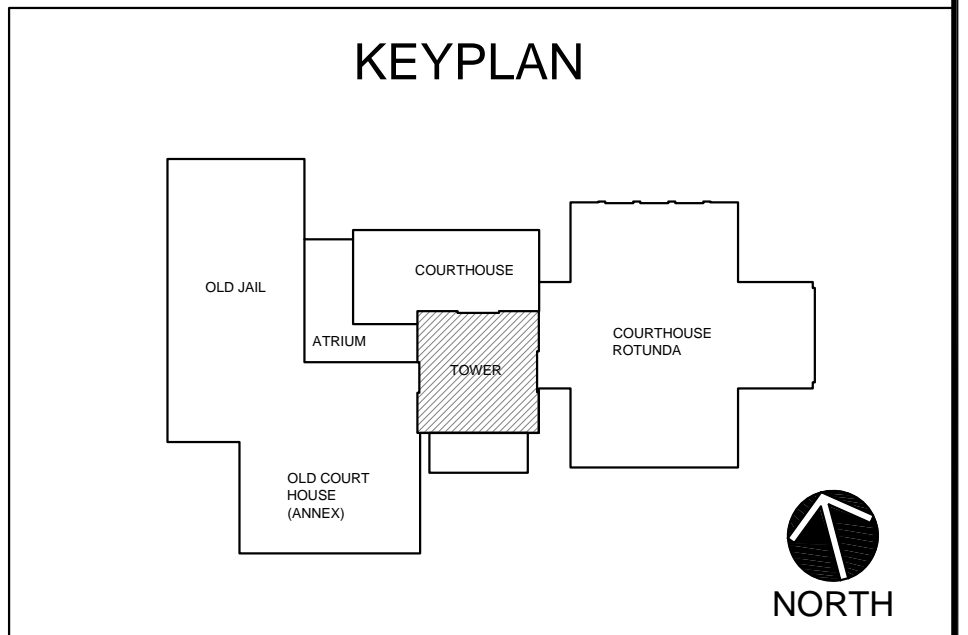 KEYPLAN
OLD JAIL
COURTHOUSE
ATRIUM
COURTHOUSE
ROTUNDA
TOWER
OLD COURT
HOUSE
(ANNEX)
NORTH